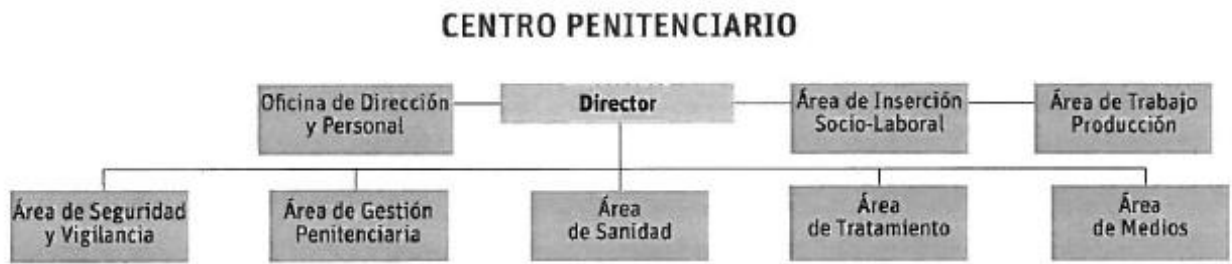 CENTRO PENITENCIARIO
Oficina de Dirección
y Personal
Director
Área de Inserción
Socio-Laboral
Área de Trabajo
Producción
Área de Seguridad
y Vigilancia
Área de Gestión
Penitenciaria
Área
de Sanidad
Área
de Tratamiento
Área
de Medios